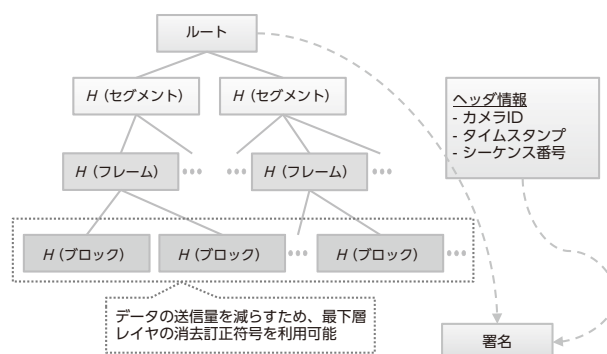 ルート
H（セグメント）
H（セグメント）
ヘッダ情報
- カメラID
- タイムスタンプ
- シーケンス番号
H（フレーム）
H（フレーム）
H（ブロック）
H（ブロック）
H（ブロック）
データの送信量を減らすため、最下層
レイヤの消去訂正符号を利用可能
署名